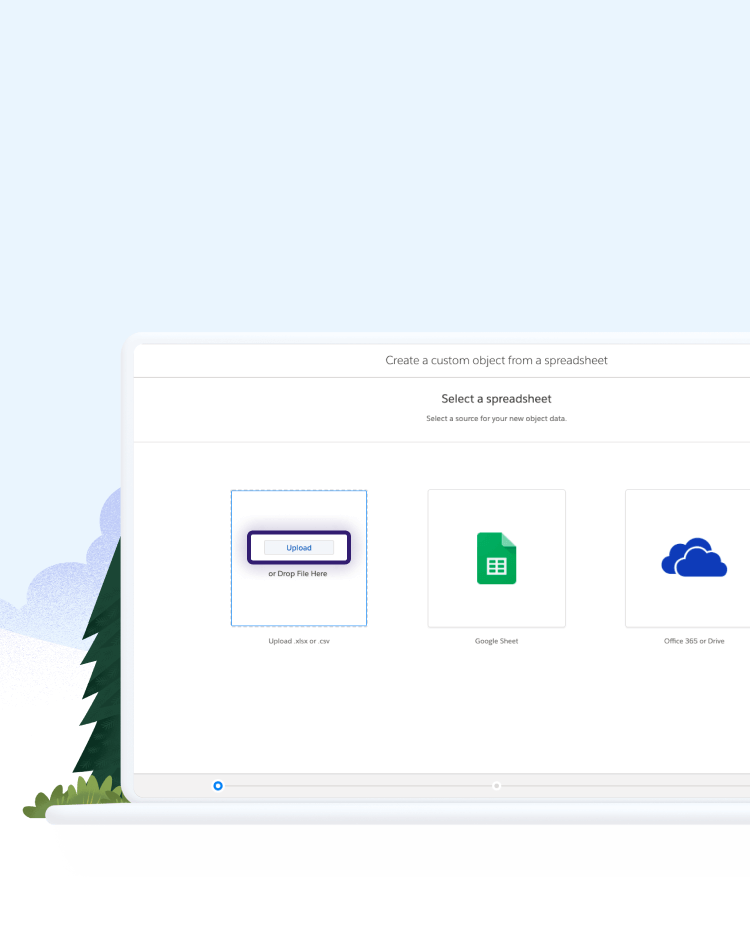 Create a custom object from a spreadsheet
Select a spreadsheet
Select a source for your new object data.
Upload
or Drop File Here
Upload .xlsx or .csv
Google Sheet
Office 365 or Drive